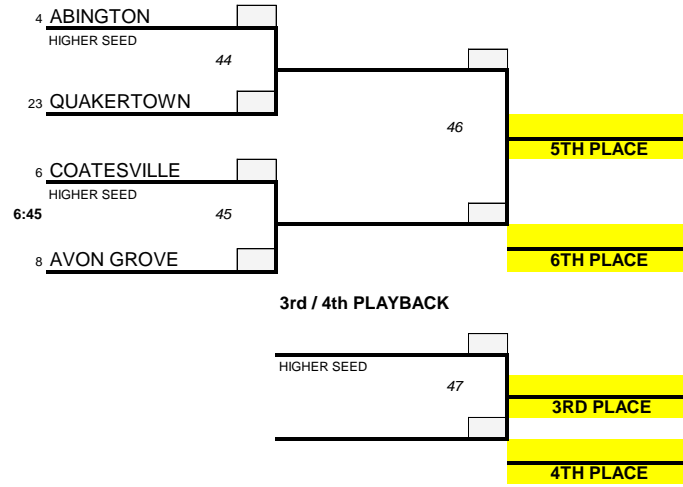 4 ABINGTON
HIGHER SEED
44
23 QUAKERTOWN
46
5TH PLACE
6 COATESVILLE
HIGHER SEED
6:45 45
8 AVON GROVE
6TH PLACE
3rd / 4th PLAYBACK
HIGHER SEED
47
3RD PLACE
4TH PLACE